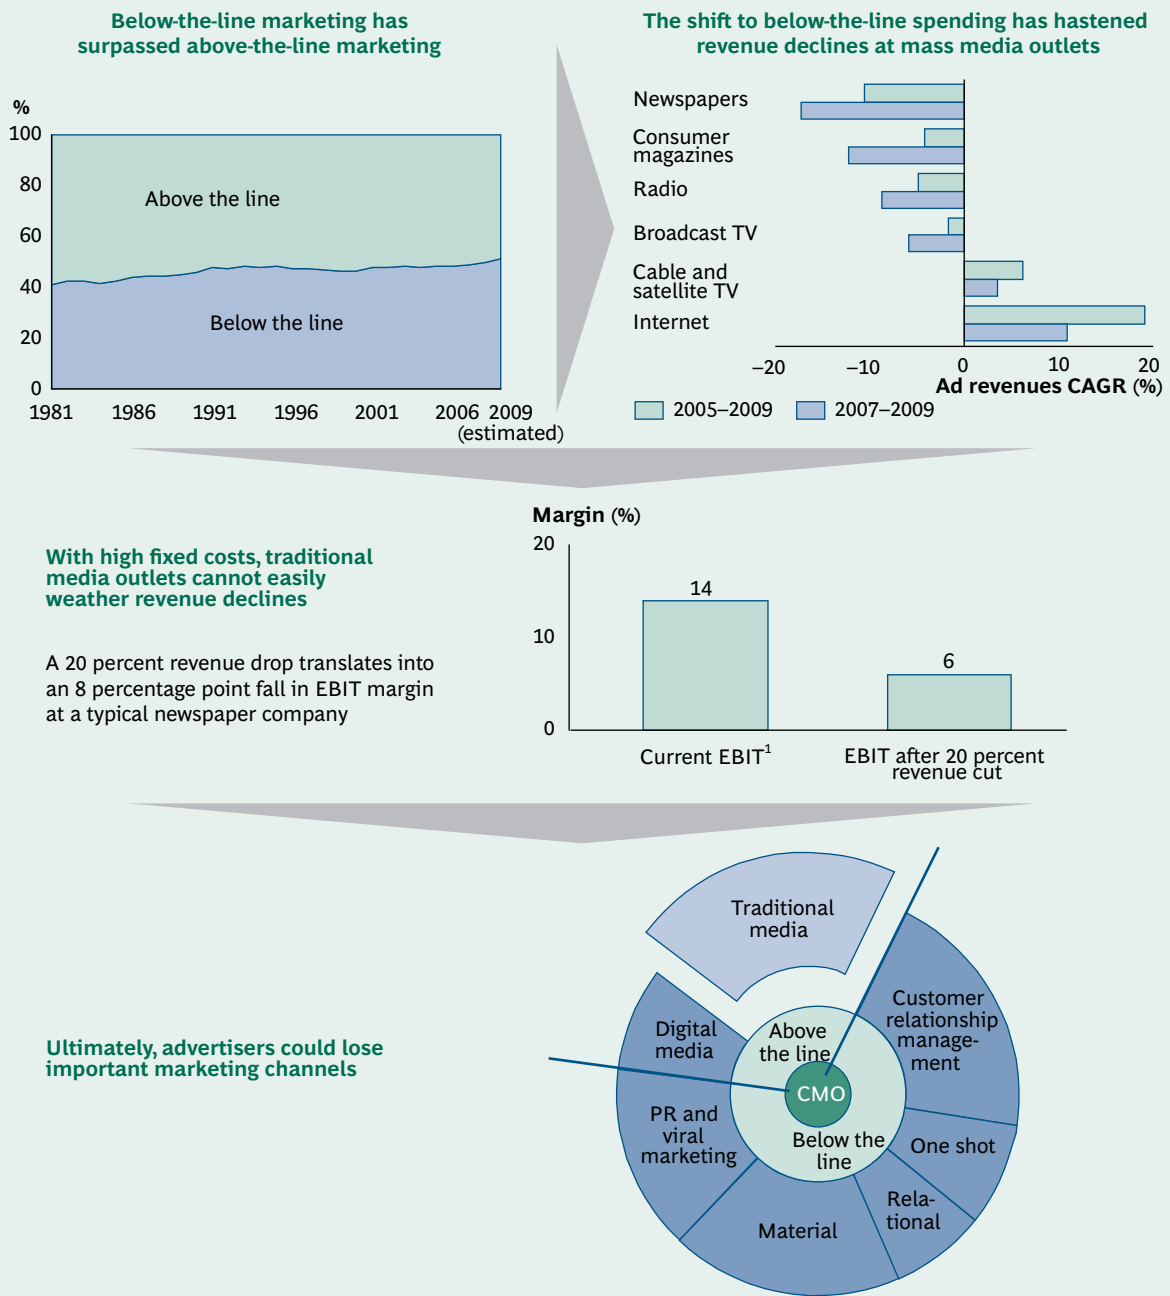 Below-the-line marketing has
surpassed above-the-line marketing
%
100
80
60
40
20
0
Above the line
Below the line
1981
1986
1991
1996
2001
2006
2009
(estimated)
The shift to below-the-line spending has hastened
revenue declines at mass media outlets
Newspapers
Consumer
magazines
Radio
Broadcast TV
Cable and
satellite TV
Internet
–20
–10
0
10
20
Ad revenues CAGR (%)
2005–2009
2007–2009
With high fixed costs, traditional
media outlets cannot easily
weather revenue declines
A 20 percent revenue drop translates into
an 8 percentage point fall in EBIT margin
at a typical newspaper company
Margin (%)
20
10
0
14
6
Current EBIT¹
EBIT after 20 percent
revenue cut
Ultimately, advertisers could lose
important marketing channels
Traditional
media
Digital
media
Above
the line
Customer
relationship
manage-
ment
CMO
PR and
viral
marketing
Below the
line
One shot
Rela-
tional
Material